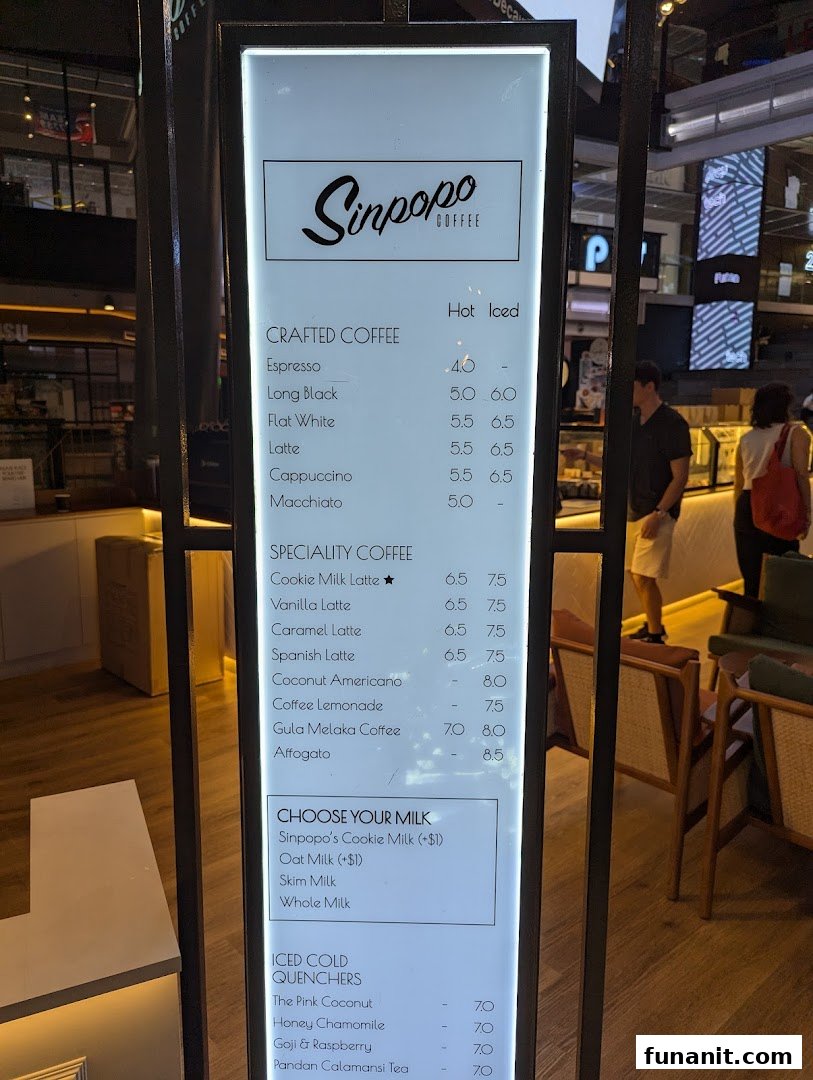 Sinpopo
COFFEE
Hot Iced
CRAFTED COFFEE
Espresso 4.0 -
Long Black 5.0 6.0
Flat White 5.5 6.5
Latte 5.5 6.5
Cappuccino 5.5 6.5
Macchiato 5.0 -
SPECIALITY COFFEE
Cookie Milk Latte ★ 6.5 7.5
Vanilla Latte 6.5 7.5
Caramel Latte 6.5 7.5
Spanish Latte 6.5 7.5
Coconut Americano - 8.0
Coffee Lemonade - 7.5
Gula Melaka Coffee 7.0 8.0
Affogato - 8.5
CHOOSE YOUR MILK
Sinpopo's Cookie Milk (+$1)
Oat Milk (+$1)
Skim Milk
Whole Milk
ICED COLD
QUENCHERS
The Pink Coconut - 7.0
Honey Chamomile - 7.0
Goji & Raspberry - 7.0
Pandan Calamansi Tea - 7.0
funanit.com